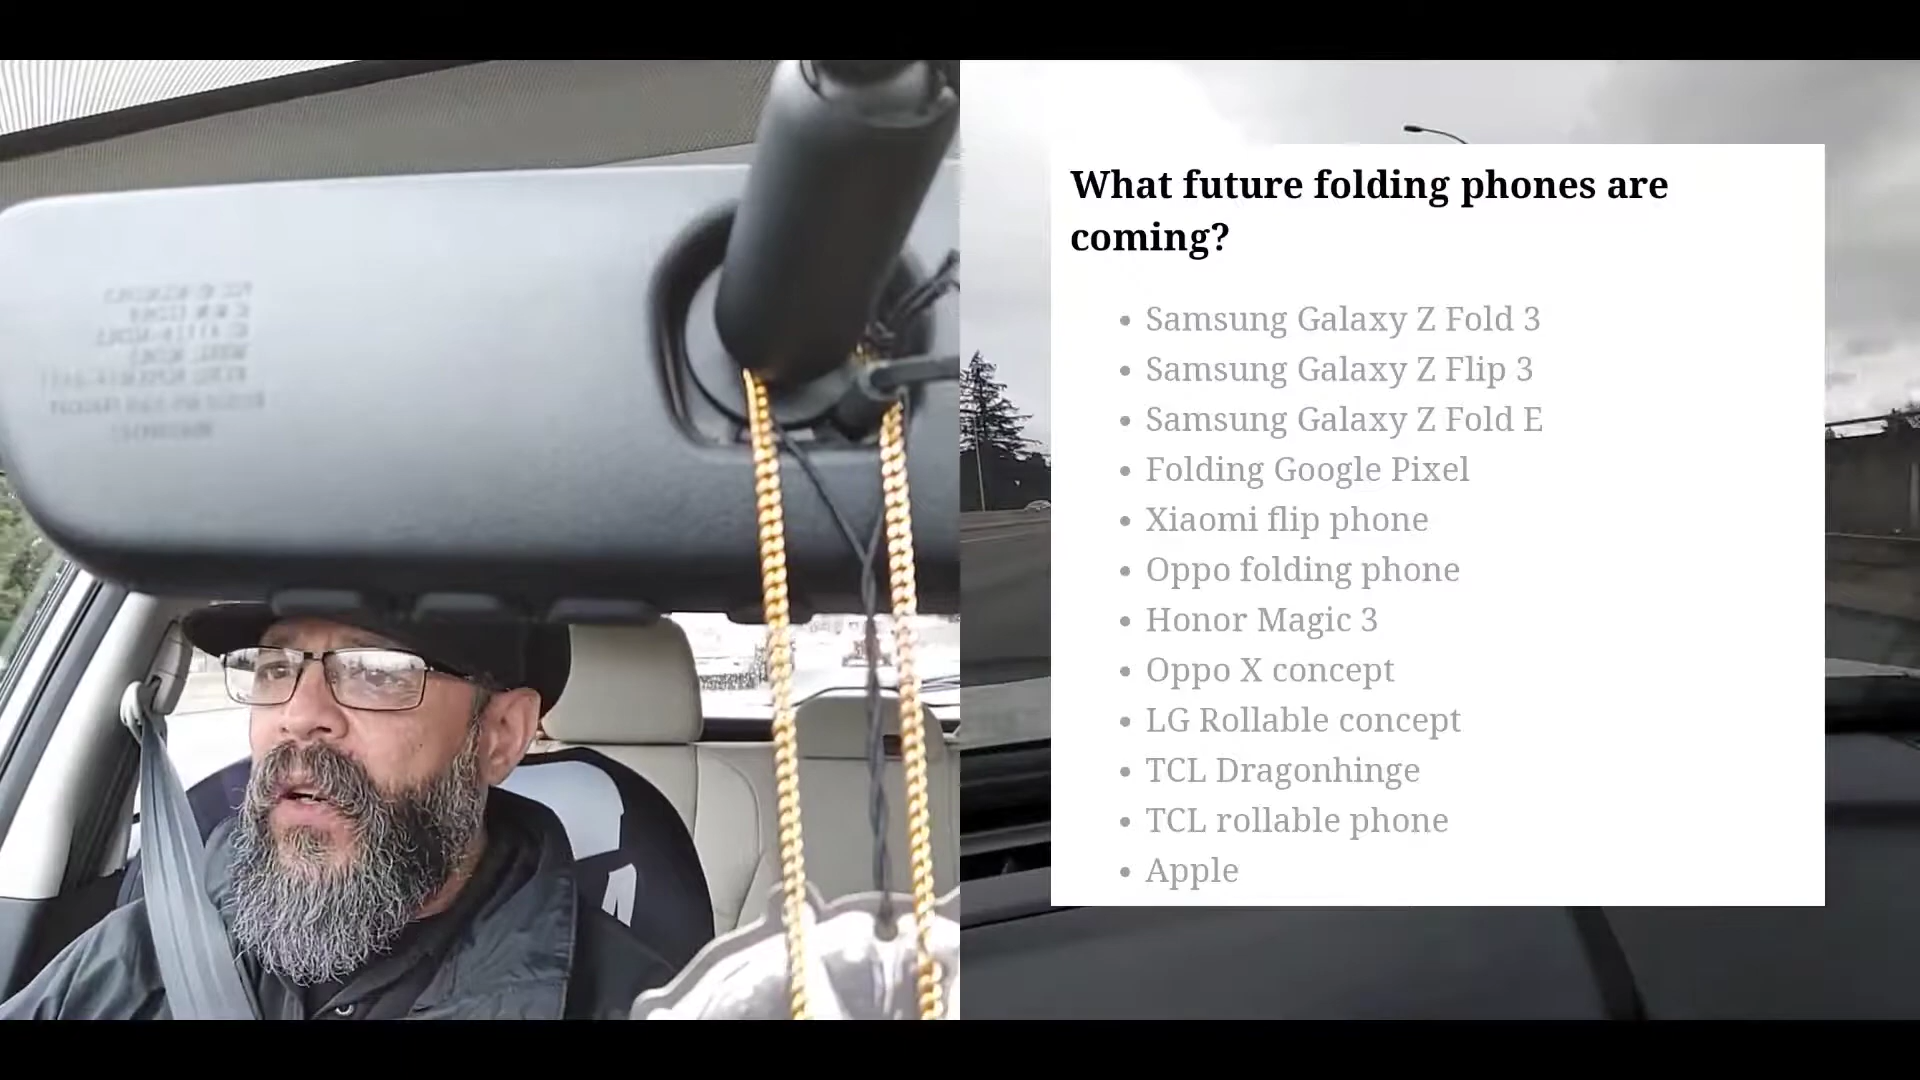 What future folding phones are
coming?
Samsung Galaxy Z Fold 3
Samsung Galaxy Z Flip 3
Samsung Galaxy Z Fold E
Folding Google Pixel
Xiaomi flip phone
Oppo folding phone
Honor Magic 3
Oppo X concept
LG Rollable concept
TCL Dragonhinge
TCL rollable phone
Apple